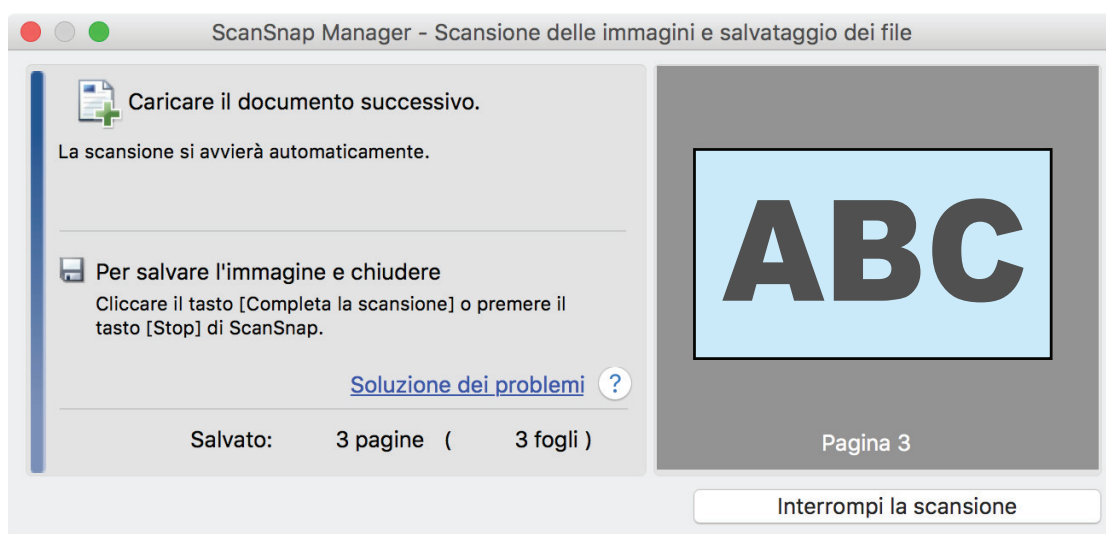 ScanSnap Manager - Scansione delle immagini e salvataggio dei file
Caricare il documento successivo.
La scansione si avvierà automaticamente.
Per salvare l'immagine e chiudere
Cliccare il tasto [Completa la scansione] o premere il
tasto [Stop] di ScanSnap.
Soluzione dei problemi ?
Salvato: 3 pagine ( 3 fogli )
ABC
Pagina 3
Interrompi la scansione